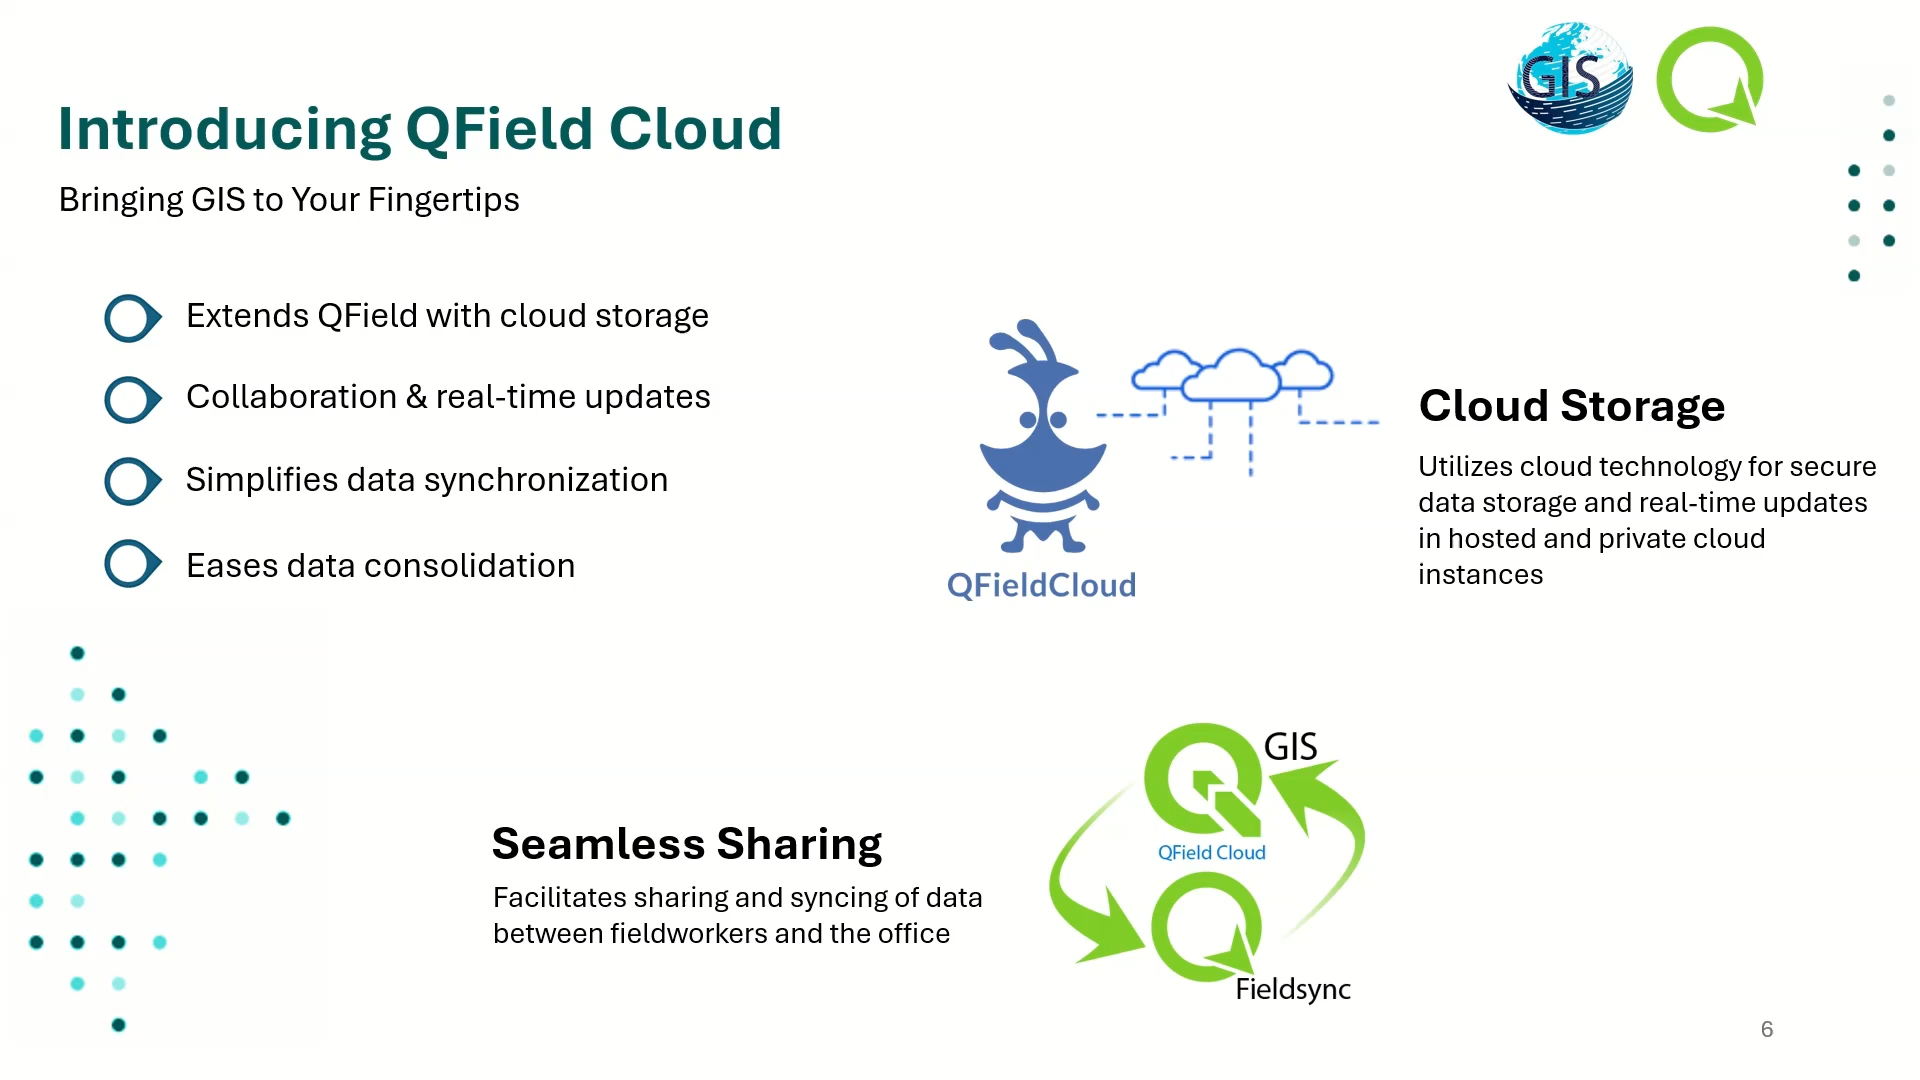 GIS
Introducing QField Cloud
Bringing GIS to Your Fingertips
Extends QField with cloud storage
Collaboration & real-time updates
Simplifies data synchronization
Eases data consolidation
QFieldCloud
Cloud Storage
Utilizes cloud technology for secure
data storage and real-time updates
in hosted and private cloud
instances
Seamless Sharing
Facilitates sharing and syncing of data
between fieldworkers and the office
GIS
QField Cloud
Fieldsync
6